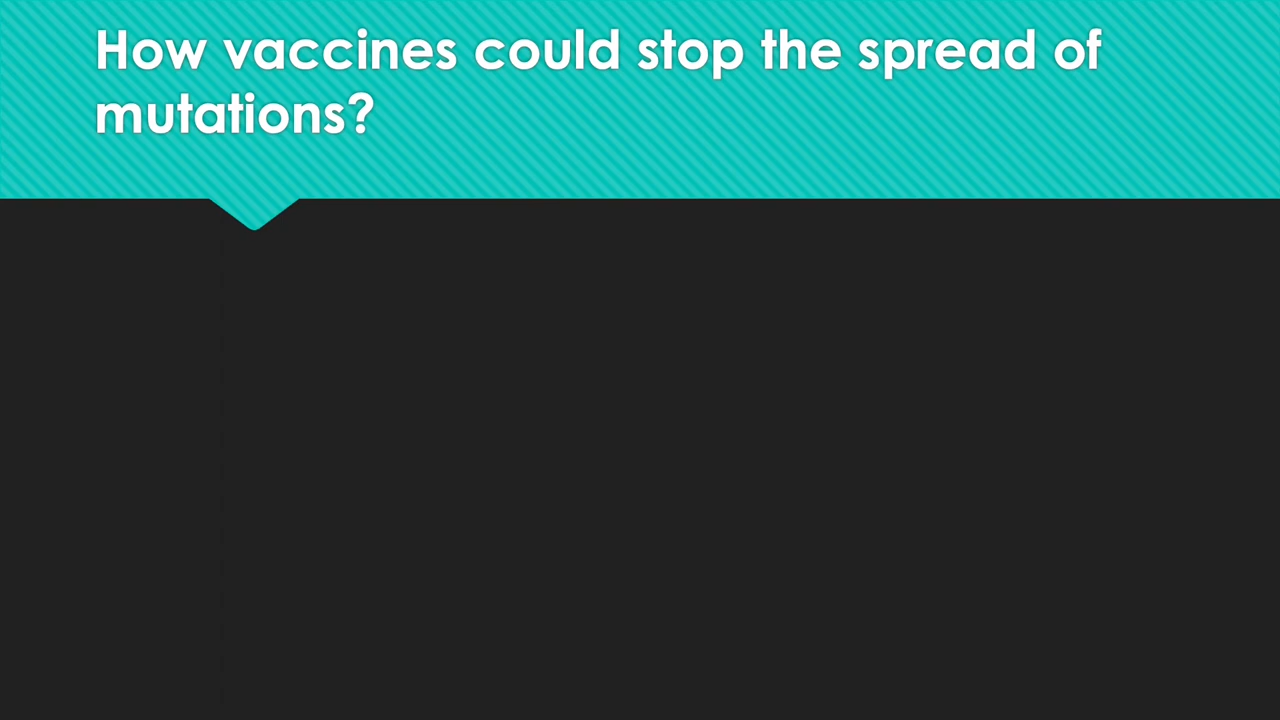 How vaccines could stop the spread of
mutations?